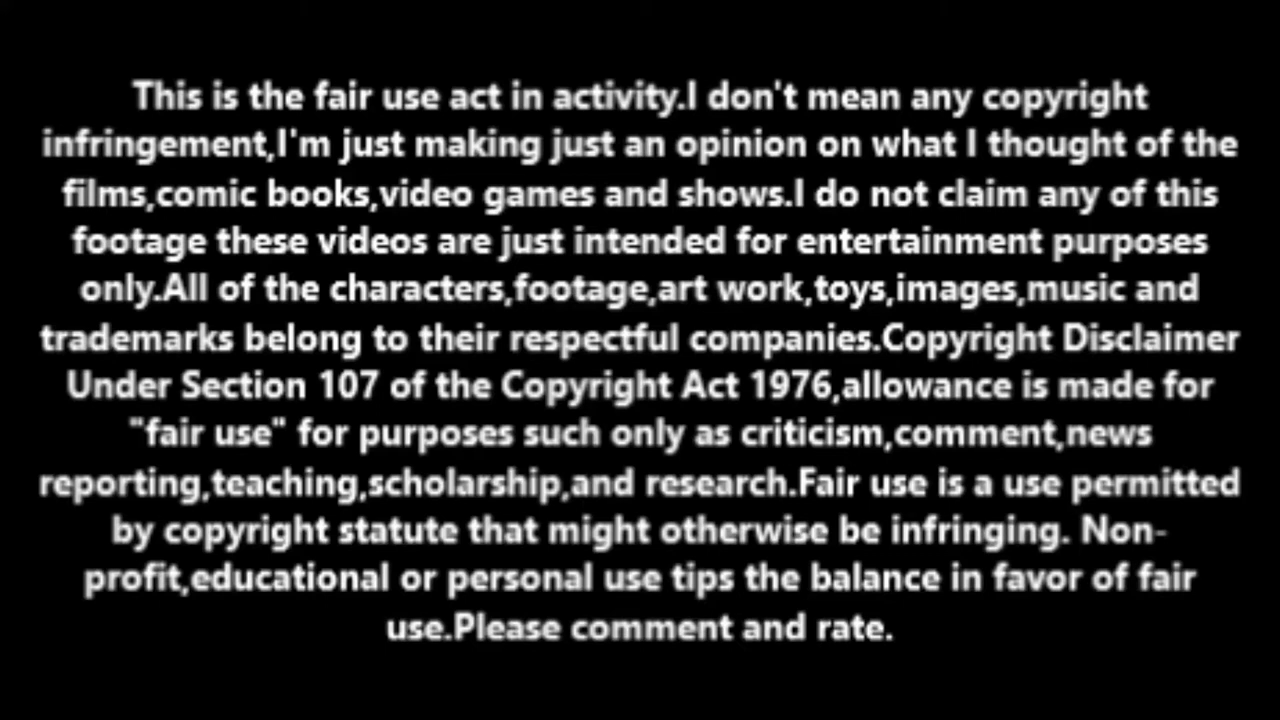 This is the fair use act in activity.I don't mean any copyright
infringement,I'm just making just an opinion on what I thought of the
films,comic books,video games and shows.I do not claim any of this
footage these videos are just intended for entertainment purposes
only.All of the characters,footage,art work,toys,images,music and
trademarks belong to their respectful companies.Copyright Disclaimer
Under Section 107 of the Copyright Act 1976,allowance is made for
"fair use" for purposes such only as criticism,comment,news
reporting,teaching,scholarship,and research.Fair use is a use permitted
by copyright statute that might otherwise be infringing. Non-
profit,educational or personal use tips the balance in favor of fair
use.Please comment and rate.